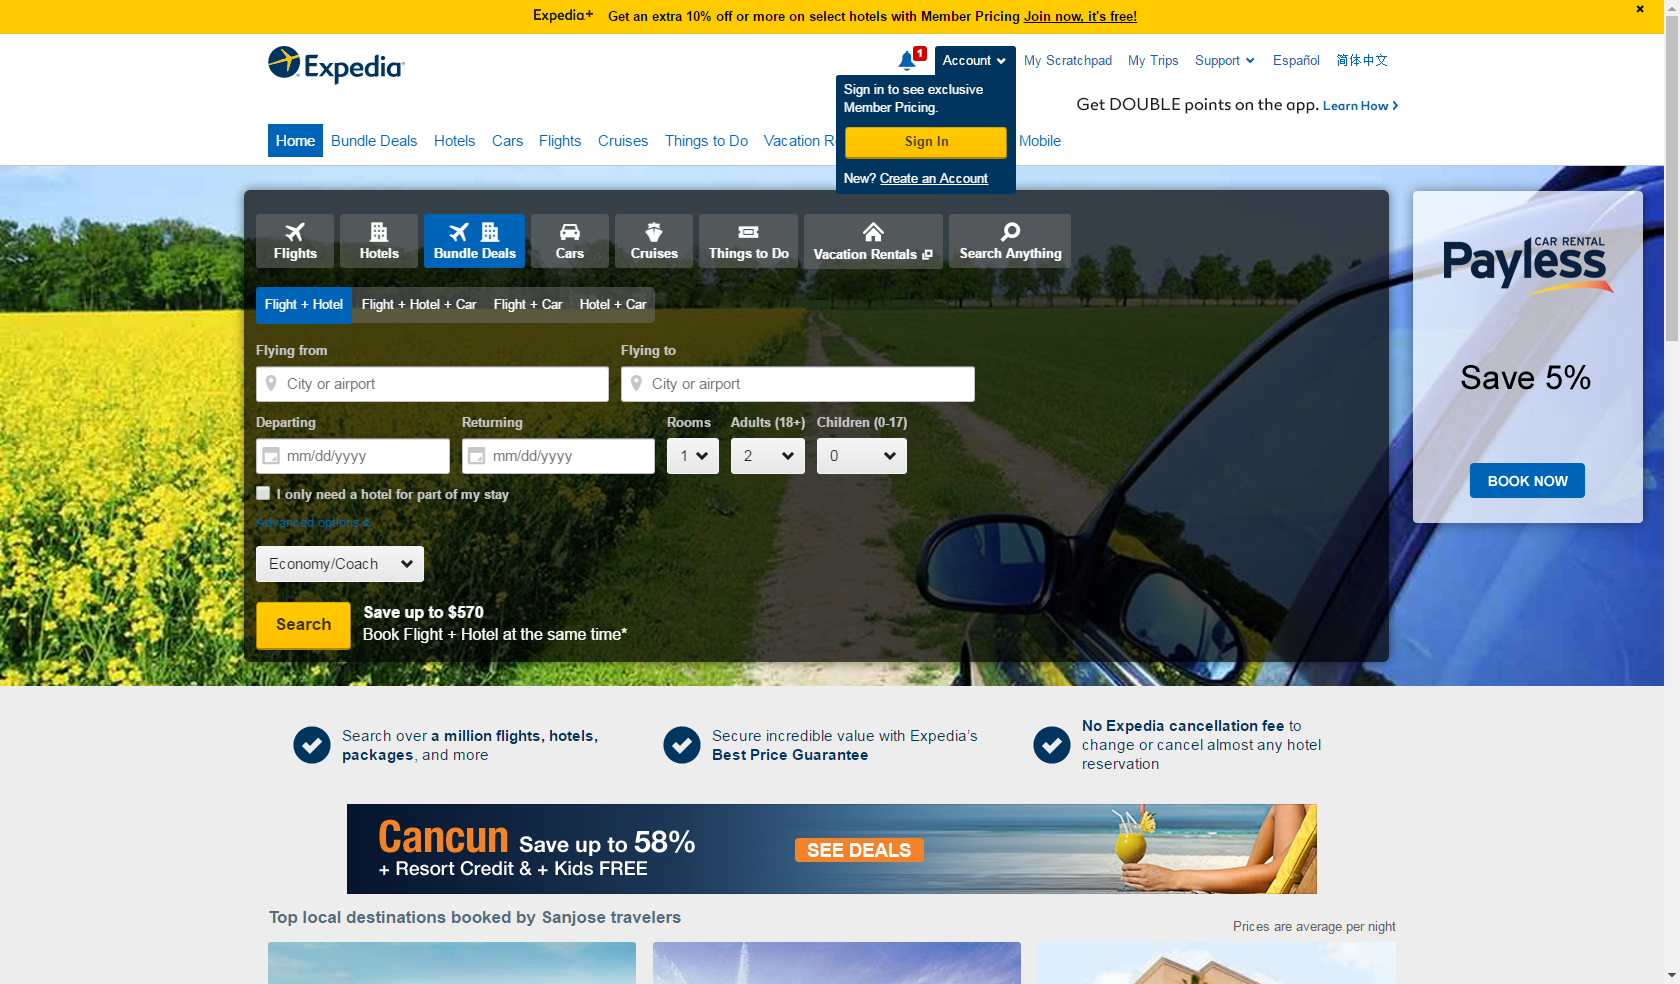 Expedia+ Get an extra 10% off or more on select hotels with Member Pricing Join now, it's free!
Expedia
1
Account My Scratchpad My Trips Support Español 简体中文
Sign in to see exclusive
Member Pricing.
Sign In
New? Create an Account
Get DOUBLE points on the app. Learn How
Home Bundle Deals Hotels Cars Flights Cruises Things to Do Vacation R Mobile
Flights Hotels Bundle Deals Cars Cruises Things to Do Vacation Rentals Search Anything
Flight + Hotel Flight + Hotel + Car Flight + Car Hotel + Car
Flying from Flying to
City or airport City or airport
Departing Returning Rooms Adults (18+) Children (0-17)
mm/dd/yyyy mm/dd/yyyy 1 2 0
I only need a hotel for part of my stay
Advanced options
Economy/Coach
Search
Save up to $570
Book Flight + Hotel at the same time*
Payless
CAR RENTAL
Save 5%
BOOK NOW
Search over a million flights, hotels,
packages, and more
Secure incredible value with Expedia's
Best Price Guarantee
No Expedia cancellation fee to
change or cancel almost any hotel
reservation
Cancun Save up to 58%
+ Resort Credit & + Kids FREE
SEE DEALS
Top local destinations booked by Sanjose travelers
Prices are average per night